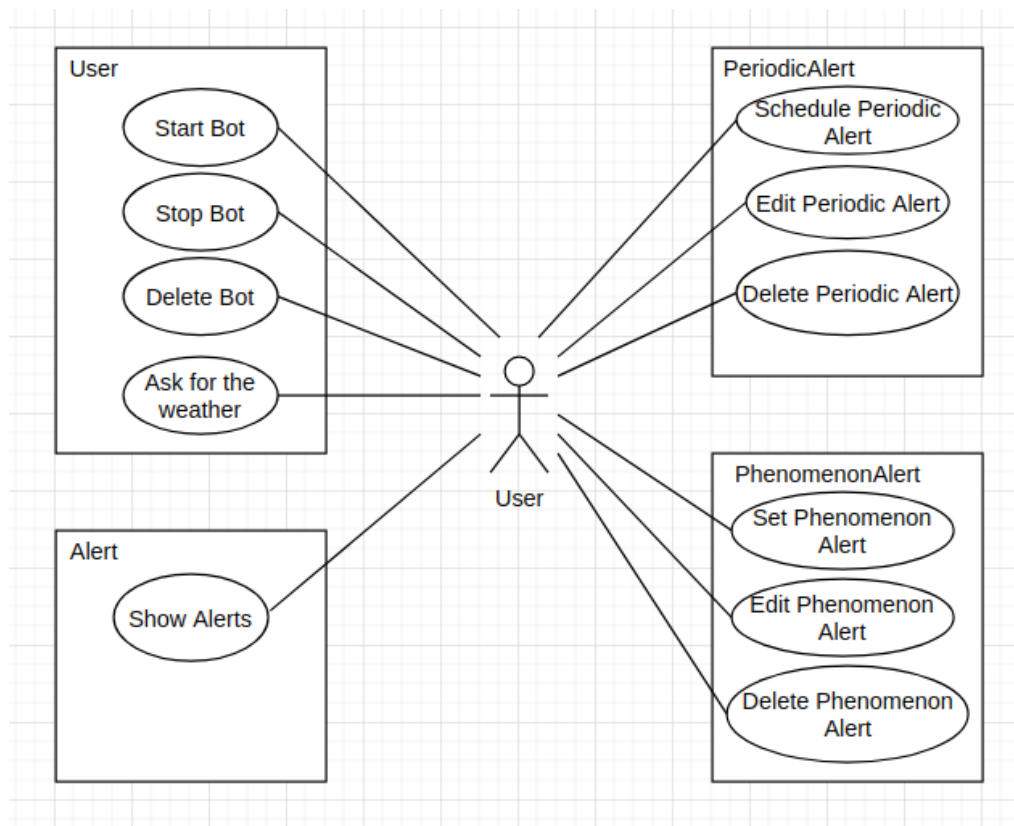 User
Start Bot
Stop Bot
Delete Bot
Ask for the
weather
Alert
Show Alerts
User
PeriodicAlert
Schedule Periodic
Alert
Edit Periodic Alert
Delete Periodic Alert
PhenomenonAlert
Set Phenomenon
Alert
Edit Phenomenon
Alert
Delete Phenomenon
Alert